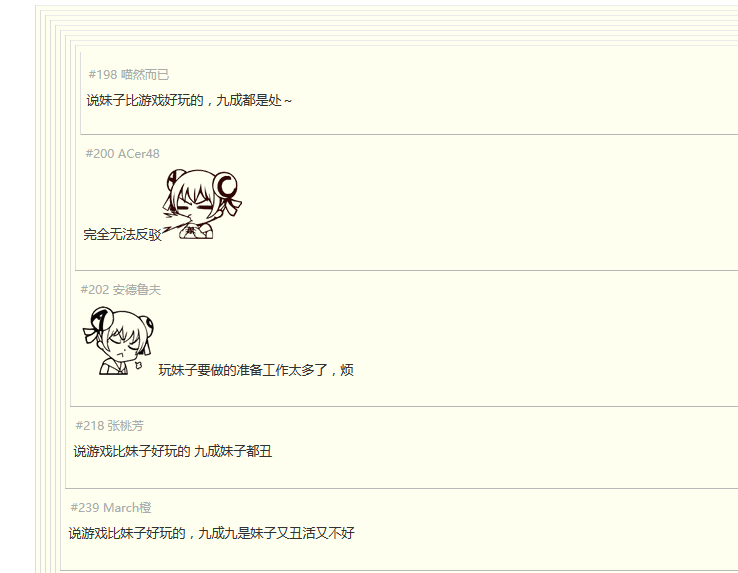 #198 喵然而已
说妹子比游戏好玩的，九成都是处～
#200 ACer48
完全无法反驳
#202 安德鲁夫
玩妹子要做的准备工作太多了，烦
#218 张桃芳
说游戏比妹子好玩的 九成妹子都丑
#239 March橙
说游戏比妹子好玩的，九成九是妹子又丑活又不好